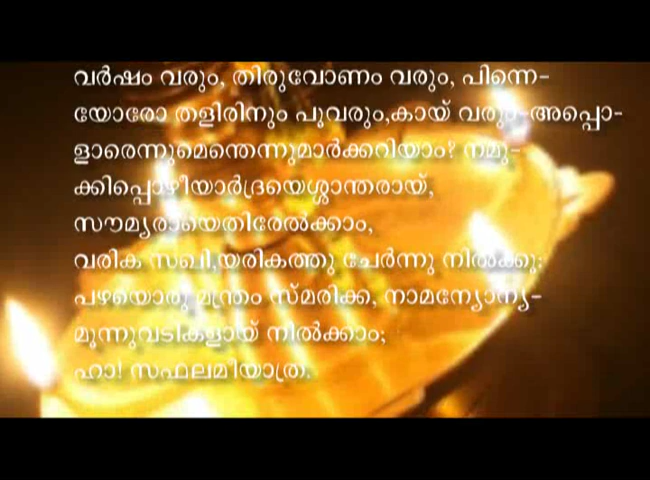 വർഷം വരും, തിരുവോണം വരും, പിന്നെ-
യോരോ തളിരിനും പൂവരും,കായ് വരും-അപ്പൊ-
ളാരെന്നുമെന്തെന്നുമാർക്കറിയാം? നമു-
ക്കിപ്പൊഴീയാർദ്രയെശ്ശാന്തരായ്,
സൗമ്യരായെതിരേൽക്കാം,
വരിക സഖി,യരികത്തു ചേർന്നു നിൽക്കു:
പഴയൊരു മന്ത്രം സ്മരിക്ക, നാമന്യോന്യ-
മൂന്നുവടികളായ് നിൽക്കാം;
ഹാ! സഫലമീയാത്ര.